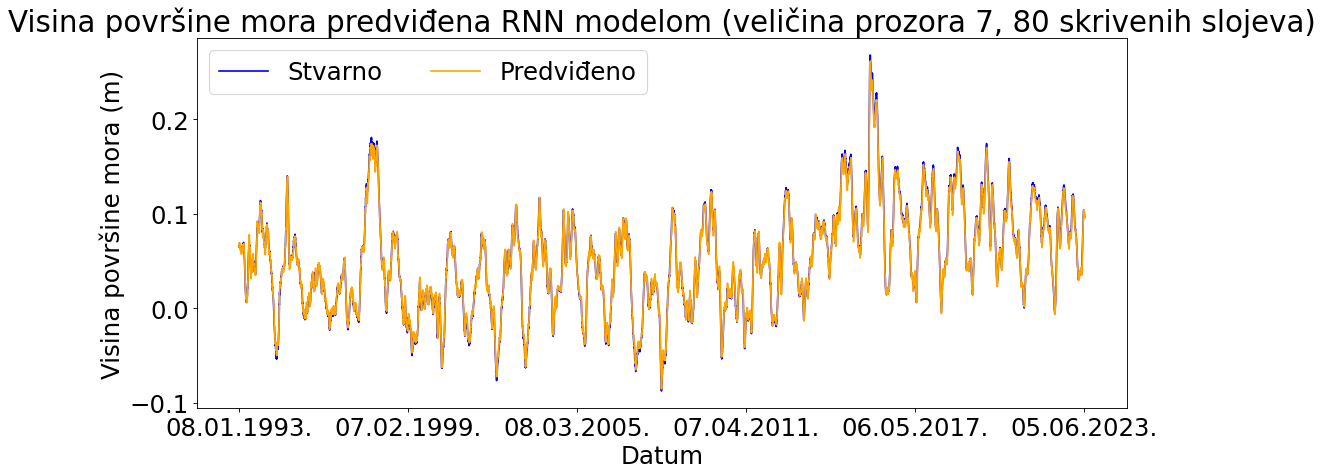 Visina površine mora predviđena RNN modelom (veličina prozora 7, 80 skrivenih slojeva)
Stvarno Predviđeno
Visina površine mora (m)
0.2
0.1
0.0
−0.1
08.01.1993. 07.02.1999. 08.03.2005. 07.04.2011. 06.05.2017. 05.06.2023.
Datum